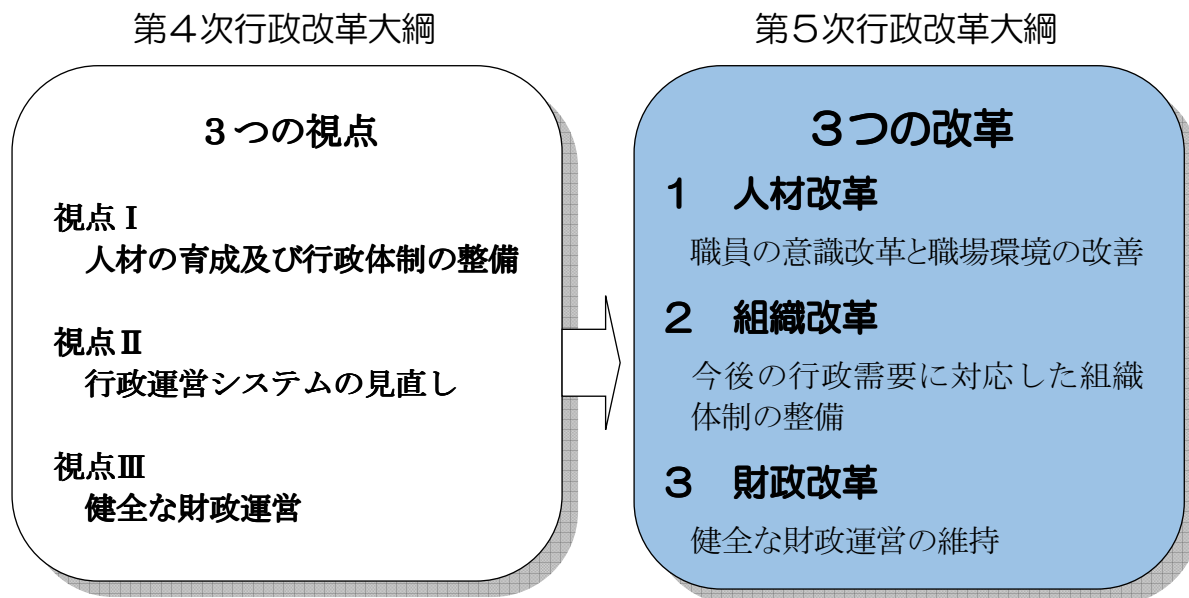 第４次行政改革大綱
３つの視点
視点Ⅰ
人材の育成及び行政体制の整備
視点Ⅱ
行政運営システムの見直し
視点Ⅲ
健全な財政運営
第５次行政改革大綱
３つの改革
１　人材改革
職員の意識改革と職場環境の改善
２　組織改革
今後の行政需要に対応した組織
体制の整備
３　財政改革
健全な財政運営の維持